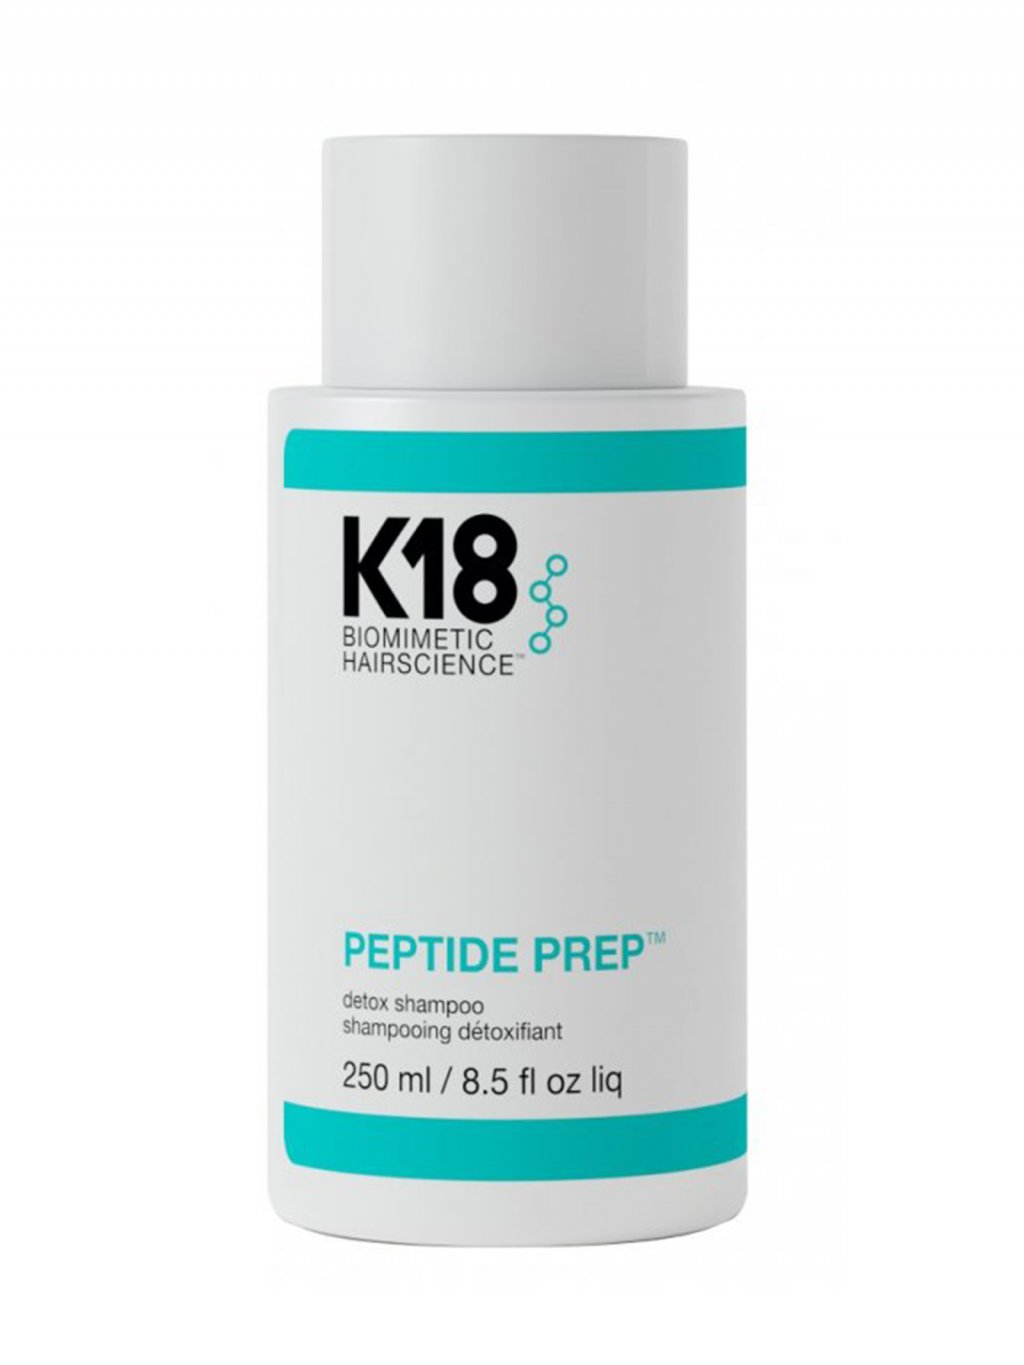 K18
BIOMIMETIC
HAIRSCIENCE™
PEPTIDE PREP™
detox shampoo
shampooing détoxifiant
250 ml / 8.5 fl oz liq